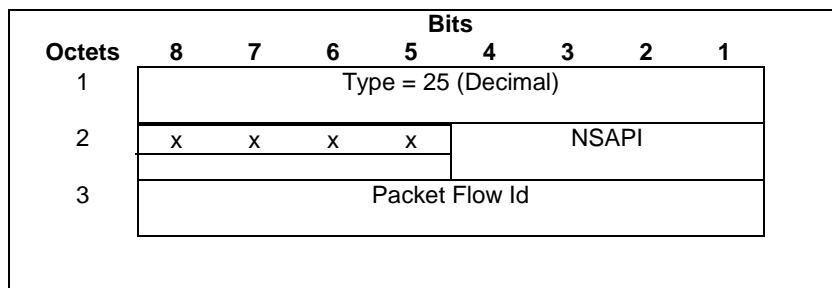 Bits
Octets 8 7 6 5 4 3 2 1
1 Type = 25 (Decimal)
2 x x x x NSAPI
3 Packet Flow Id